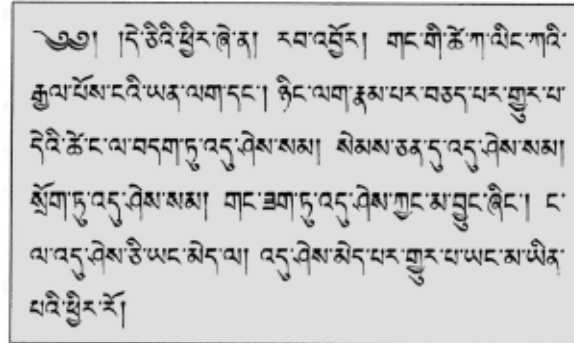 ༄༅། །དེ་ཅིའི་ཕྱིར་ཞེ་ན། རབ་འབྱོར། གང་གི་ཚེ་ཀ་ལིང་ཀའི་
རྒྱལ་པོས་ངའི་ཡན་ལག་དང་། ཉིང་ལག་རྣམ་པར་བཅད་པར་གྱུར་པ་
དེའི་ཚེ་ང་ལ་བདག་ཏུ་འདུ་ཤེས་སམ། སེམས་ཅན་དུ་འདུ་ཤེས་སམ།
སྲོག་ཏུ་འདུ་ཤེས་སམ། གང་ཟག་ཏུ་འདུ་ཤེས་ཀྱང་མ་བྱུང་ཞིང་། ང་
ལ་འདུ་ཤེས་ཅི་ཡང་མེད་ལ། འདུ་ཤེས་མེད་པར་གྱུར་པ་ཡང་མ་ཡིན་
པའི་ཕྱིར་རོ།